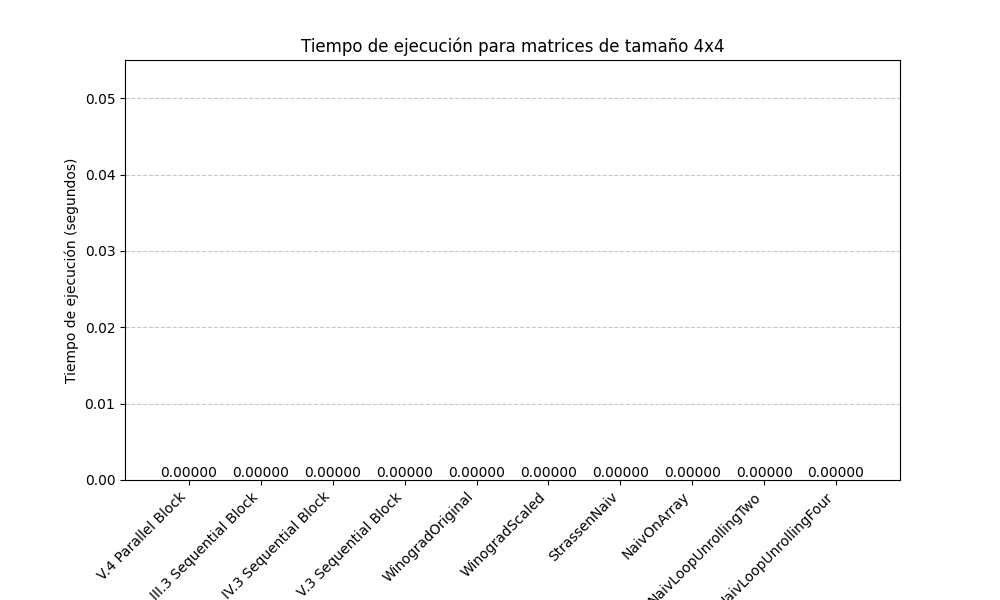 Tiempo de ejecución para matrices de tamaño 4x4
Tiempo de ejecución (segundos)
0.05
0.04
0.03
0.02
0.01
0.00
0.00000 0.00000 0.00000 0.00000 0.00000 0.00000 0.00000 0.00000 0.00000 0.00000
V.4 Parallel Block
III.3 Sequential Block
IV.3 Sequential Block
V.3 Sequential Block
WinogradOriginal
WinogradScaled
StrassenNaiv
NaivOnArray
NaivLoopUnrollingTwo
aivLoopUnrollingFour